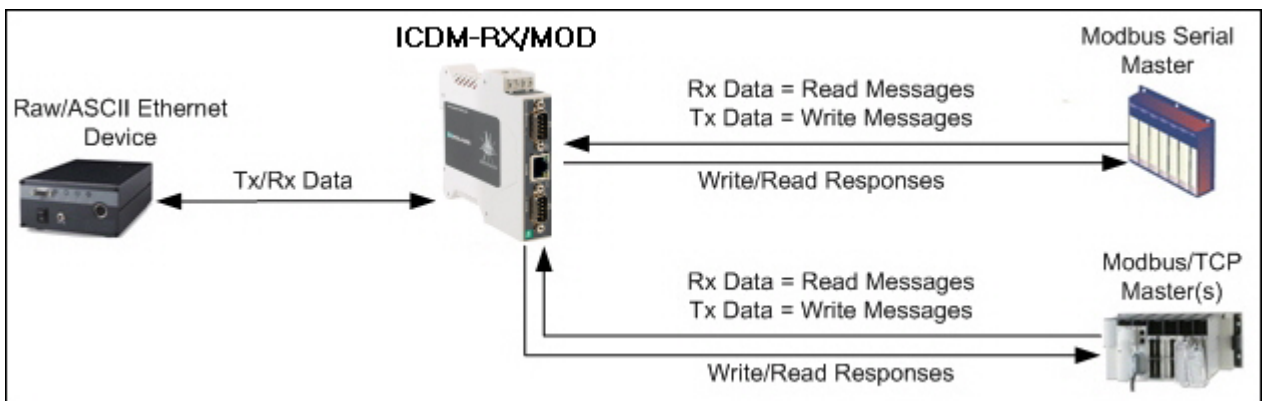 ICDM-RX/MOD
Raw/ASCII Ethernet
Device
Tx/Rx Data
Modbus Serial
Master
Rx Data = Read Messages
Tx Data = Write Messages
Write/Read Responses
Modbus/TCP
Master(s)
Rx Data = Read Messages
Tx Data = Write Messages
Write/Read Responses